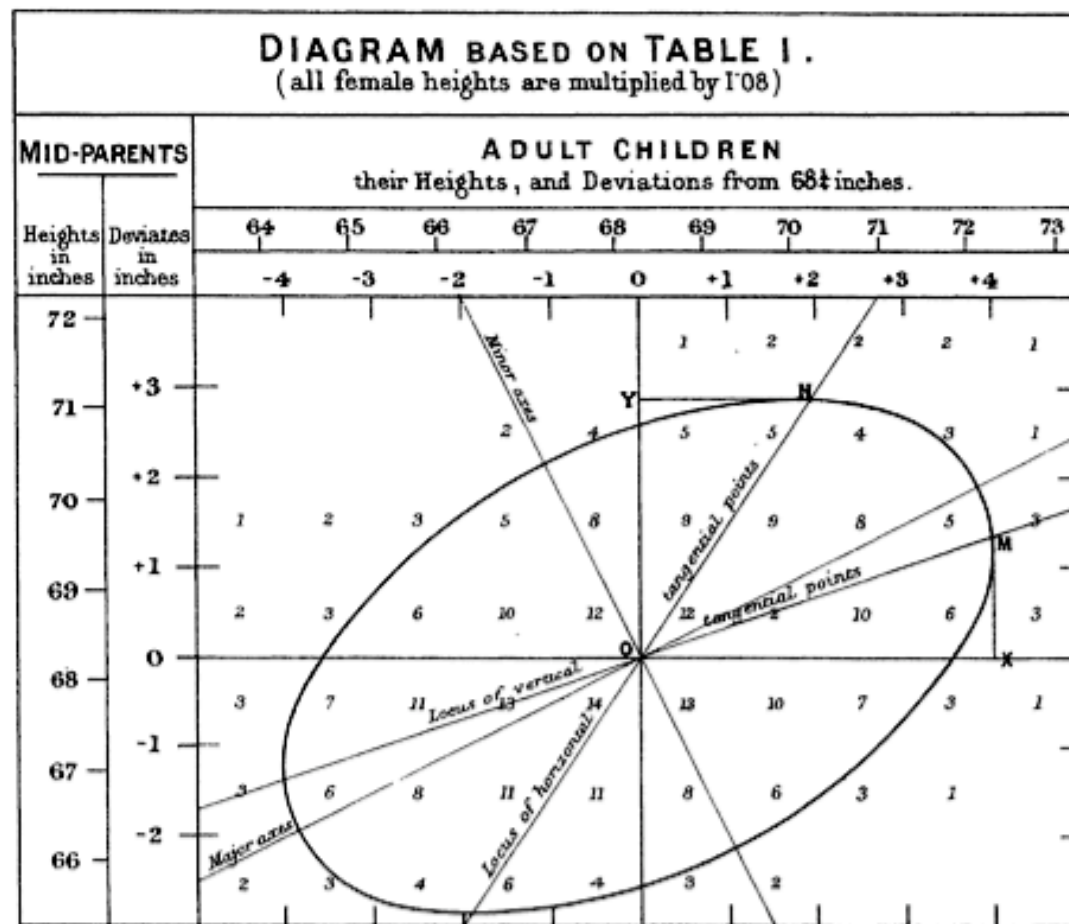 DIAGRAM BASED ON TABLE I.
(all female heights are multiplied by 1·08)
MID-PARENTS
ADULT CHILDREN
their Heights, and Deviations from 68¼ inches.
Heights in inches
Deviates in inches
64 65 66 67 68 69 70 71 72 73
-4 -3 -2 -1 0 +1 +2 +3 +4
72
1 2 2 2 1
+3
71
Y N
Minor axes
2 4 5 5 4 3 1
+2
70
tangential points
1 2 3 5 8 9 9 8 5 3
M
+1
69
tangential points
2 3 6 10 12 12 2 10 6 3
0
68
O X
Locus of vertical
3 7 11 13 14 13 10 7 3 1
-1
67
Locus of horizontal
3 6 8 11 11 8 6 3 1
-2
66
Major axes
2 3 4 6 4 3 2